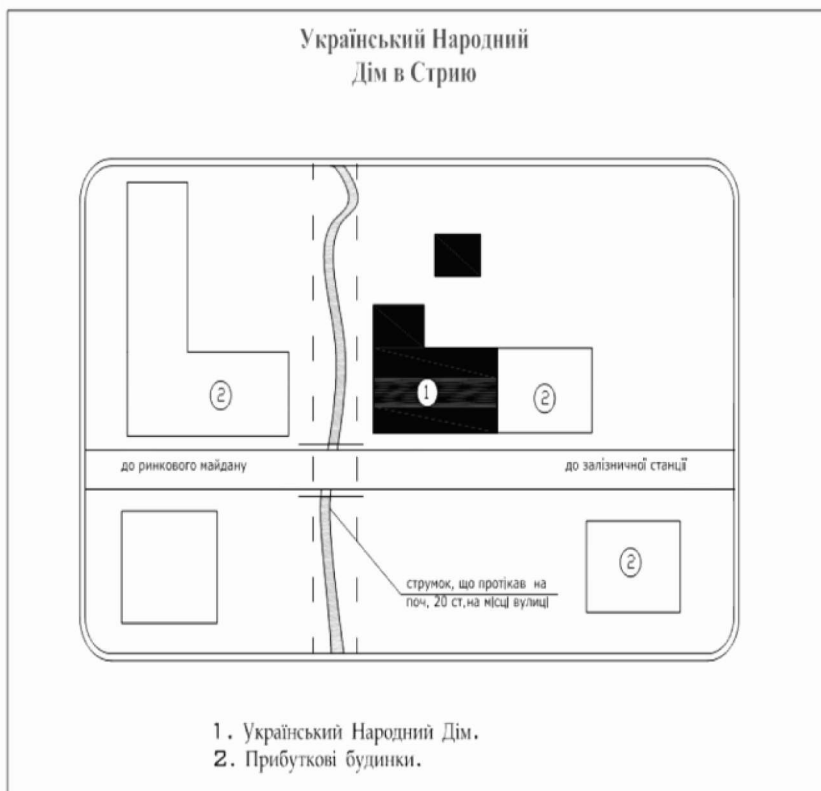 Український Народний
Дім в Стрию
2
1
2
до ринкового майдану
до залізничної станції
2
струмок, що протікав на
поч, 20 ст,на місці вулиці
1. Український Народний Дім.
2. Прибуткові будинки.